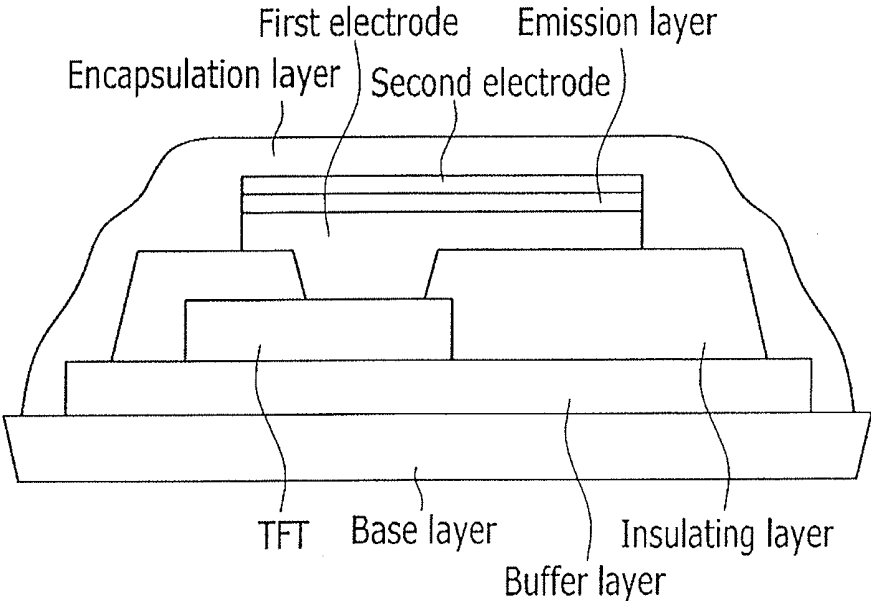 First electrode
Emission layer
Encapsulation layer
Second electrode
TFT
Base layer
Insulating layer
Buffer layer